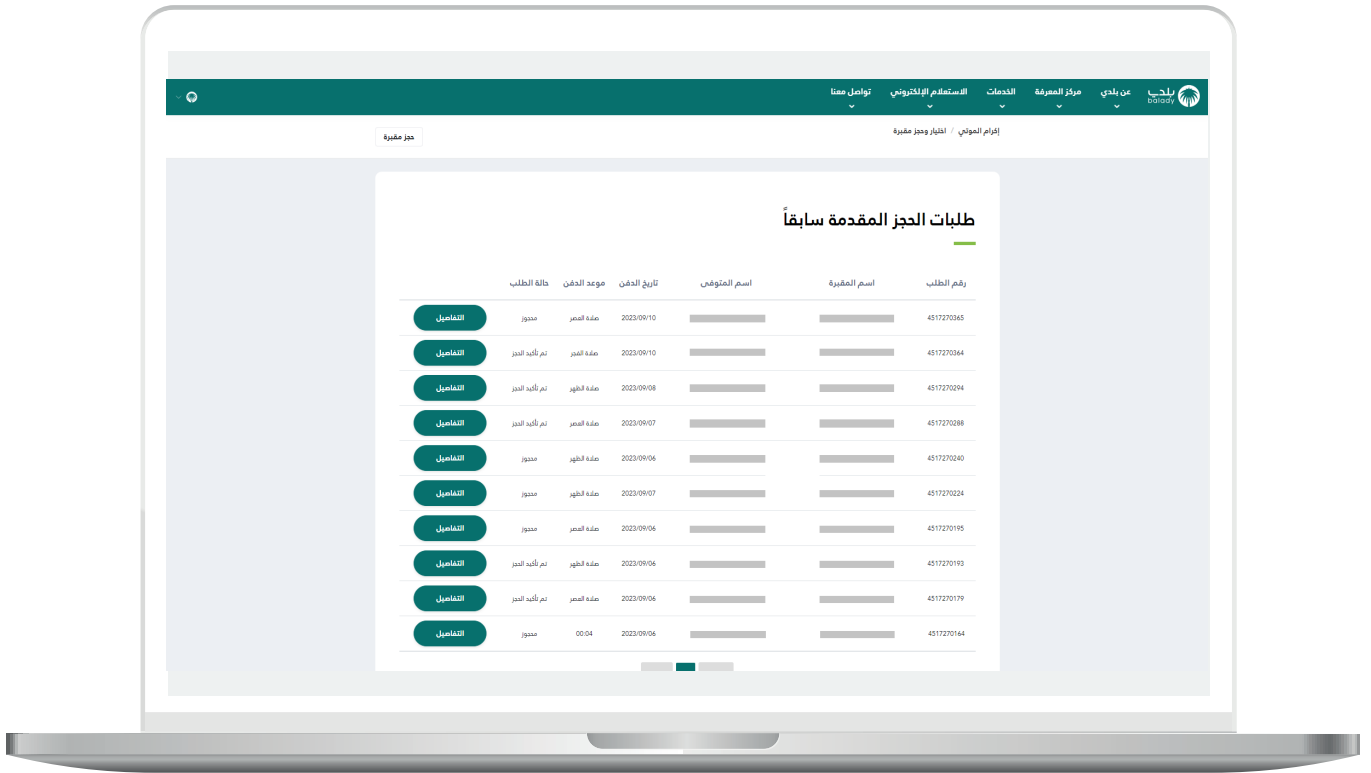 بلدي
balady
عن بلدي
مركز المعرفة
الخدمات
الاستعلام الإلكتروني
تواصل معنا
إكرام الموتى / اختيار وحجز مقبرة
حجز مقبرة
طلبات الحجز المقدمة سابقاً
رقم الطلب اسم المقبرة اسم المتوفى تاريخ الدفن موعد الدفن حالة الطلب
4517270365 2023/09/10 صلاة العصر محجوز التفاصيل
4517270364 2023/09/10 صلاة الفجر تم تأكيد الحجز التفاصيل
4517270294 2023/09/08 صلاة الظهر تم تأكيد الحجز التفاصيل
4517270288 2023/09/07 صلاة العصر تم تأكيد الحجز التفاصيل
4517270240 2023/09/06 صلاة الظهر محجوز التفاصيل
4517270224 2023/09/07 صلاة الظهر محجوز التفاصيل
4517270195 2023/09/06 صلاة العصر محجوز التفاصيل
4517270193 2023/09/06 صلاة الظهر تم تأكيد الحجز التفاصيل
4517270179 2023/09/06 صلاة العصر تم تأكيد الحجز التفاصيل
4517270164 2023/09/06 00:04 محجوز التفاصيل